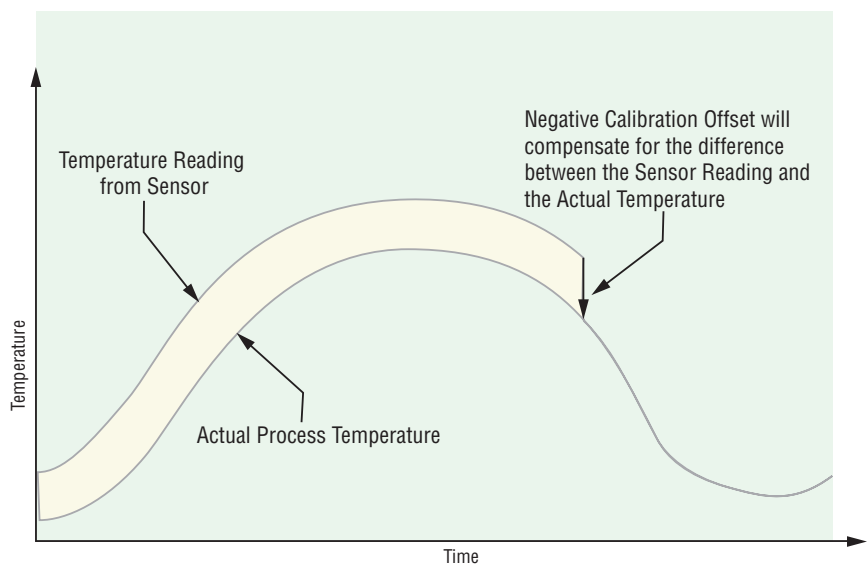 Negative Calibration Offset will
compensate for the difference
between the Sensor Reading and
the Actual Temperature
Temperature Reading
from Sensor
Temperature
Actual Process Temperature
Time